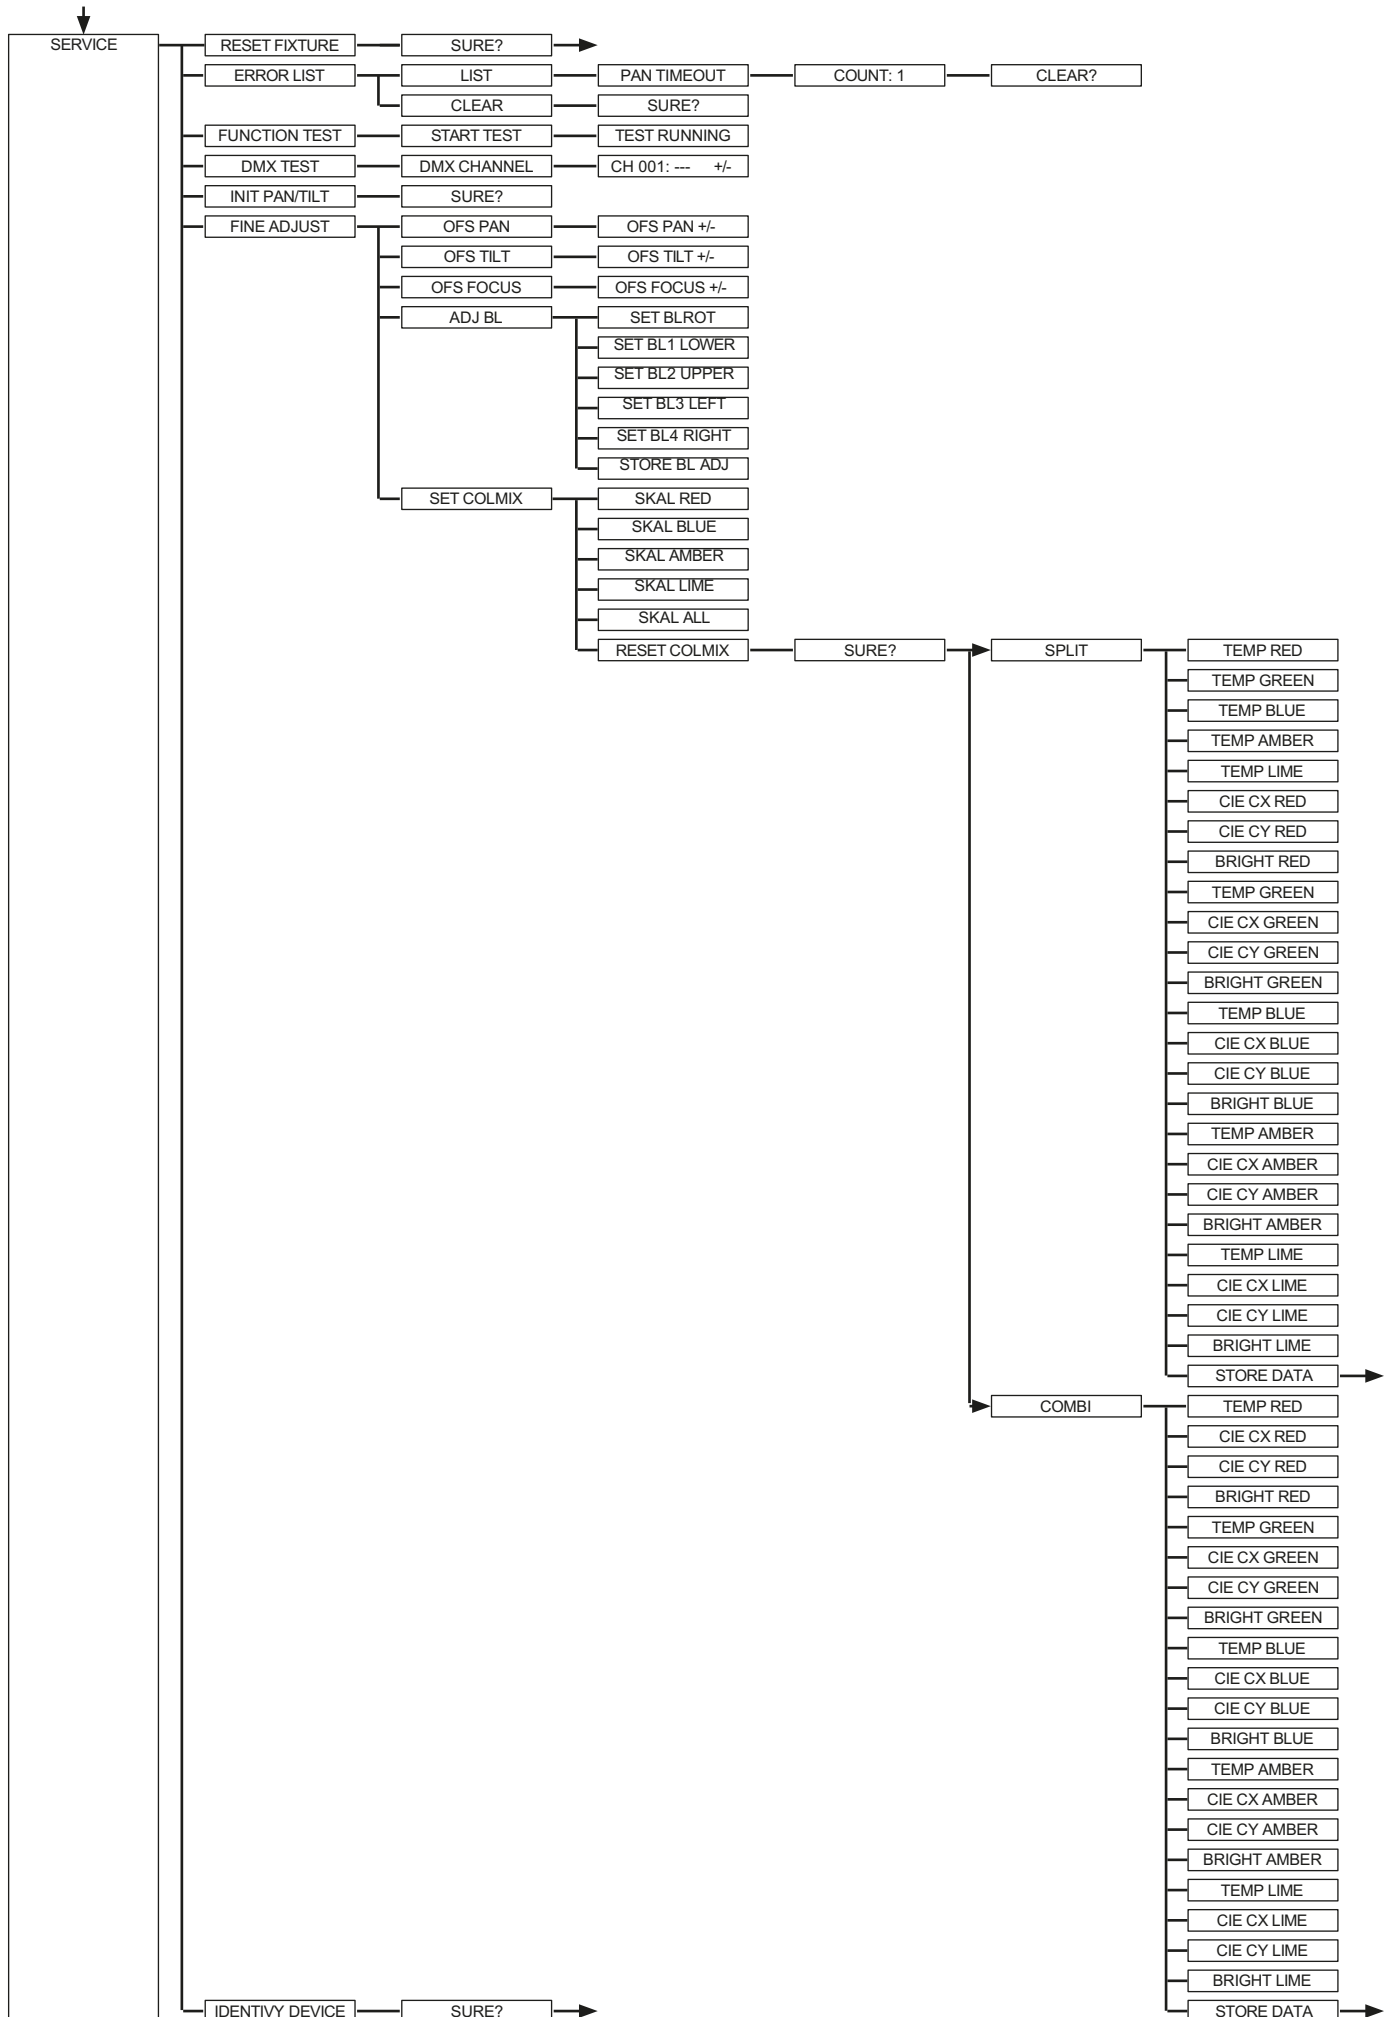 SERVICE RESET FIXTURE SURE?
ERROR LIST LIST PAN TIMEOUT COUNT: 1 CLEAR?
CLEAR SURE?
FUNCTION TEST START TEST TEST RUNNING
DMX TEST DMX CHANNEL CH 001: --- +/-
INIT PAN/TILT SURE?
FINE ADJUST OFS PAN OFS PAN +/-
OFS TILT OFS TILT +/-
OFS FOCUS OFS FOCUS +/-
ADJ BL SET BLROT
SET BL1 LOWER
SET BL2 UPPER
SET BL3 LEFT
SET BL4 RIGHT
STORE BL ADJ
SET COLMIX SKAL RED
SKAL BLUE
SKAL AMBER
SKAL LIME
SKAL ALL
RESET COLMIX SURE? SPLIT TEMP RED
TEMP GREEN
TEMP BLUE
TEMP AMBER
TEMP LIME
CIE CX RED
CIE CY RED
BRIGHT RED
TEMP GREEN
CIE CX GREEN
CIE CY GREEN
BRIGHT GREEN
TEMP BLUE
CIE CX BLUE
CIE CY BLUE
BRIGHT BLUE
TEMP AMBER
CIE CX AMBER
CIE CY AMBER
BRIGHT AMBER
TEMP LIME
CIE CX LIME
CIE CY LIME
BRIGHT LIME
STORE DATA
COMBI TEMP RED
CIE CX RED
CIE CY RED
BRIGHT RED
TEMP GREEN
CIE CX GREEN
CIE CY GREEN
BRIGHT GREEN
TEMP BLUE
CIE CX BLUE
CIE CY BLUE
BRIGHT BLUE
TEMP AMBER
CIE CX AMBER
CIE CY AMBER
BRIGHT AMBER
TEMP LIME
CIE CX LIME
CIE CY LIME
BRIGHT LIME
IDENTIVY DEVICE SURE? STORE DATA